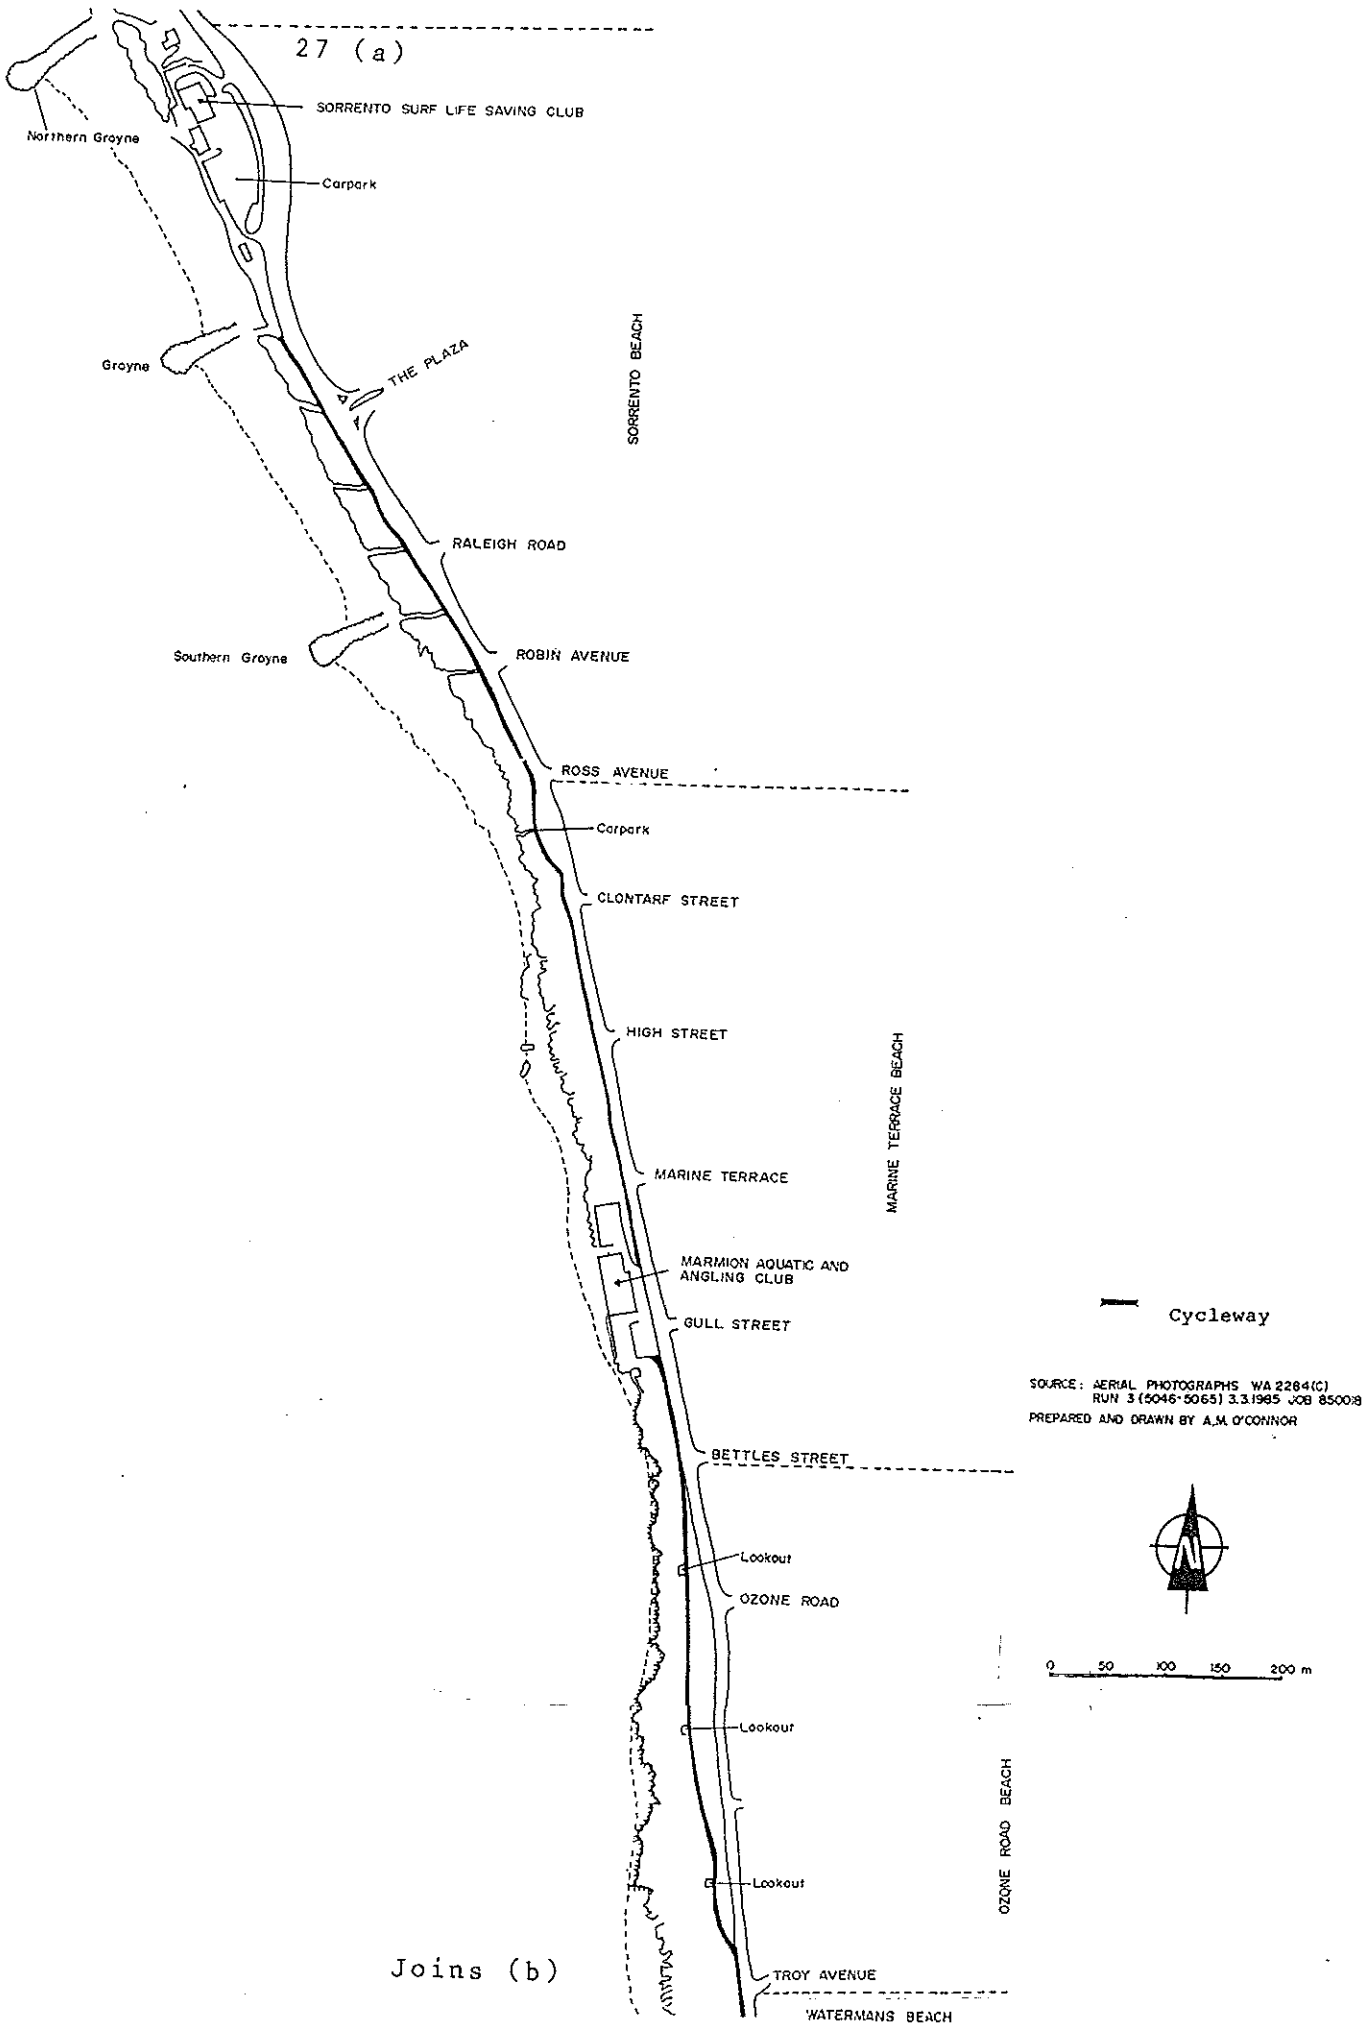 27 (a)
SORRENTO SURF LIFE SAVING CLUB
Northern Groyne
Carpark
SORRENTO BEACH
Groyne
THE PLAZA
RALEIGH ROAD
Southern Groyne
ROBIN AVENUE
ROSS AVENUE
Carpark
CLONTARF STREET
HIGH STREET
MARINE TERRACE BEACH
MARINE TERRACE
MARMION AQUATIC AND
ANGLING CLUB
GULL STREET
Cycleway
SOURCE: AERIAL PHOTOGRAPHS WA 2264(C)
RUN 3 (5046-5065) 3.3.1985 JOB 850018
PREPARED AND DRAWN BY A.M. O'CONNOR
BETTLES STREET
N
Lookout
OZONE ROAD
0 50 100 150 200 m
Lookout
OZONE ROAD BEACH
Lookout
Joins (b)
TROY AVENUE
WATERMANS BEACH